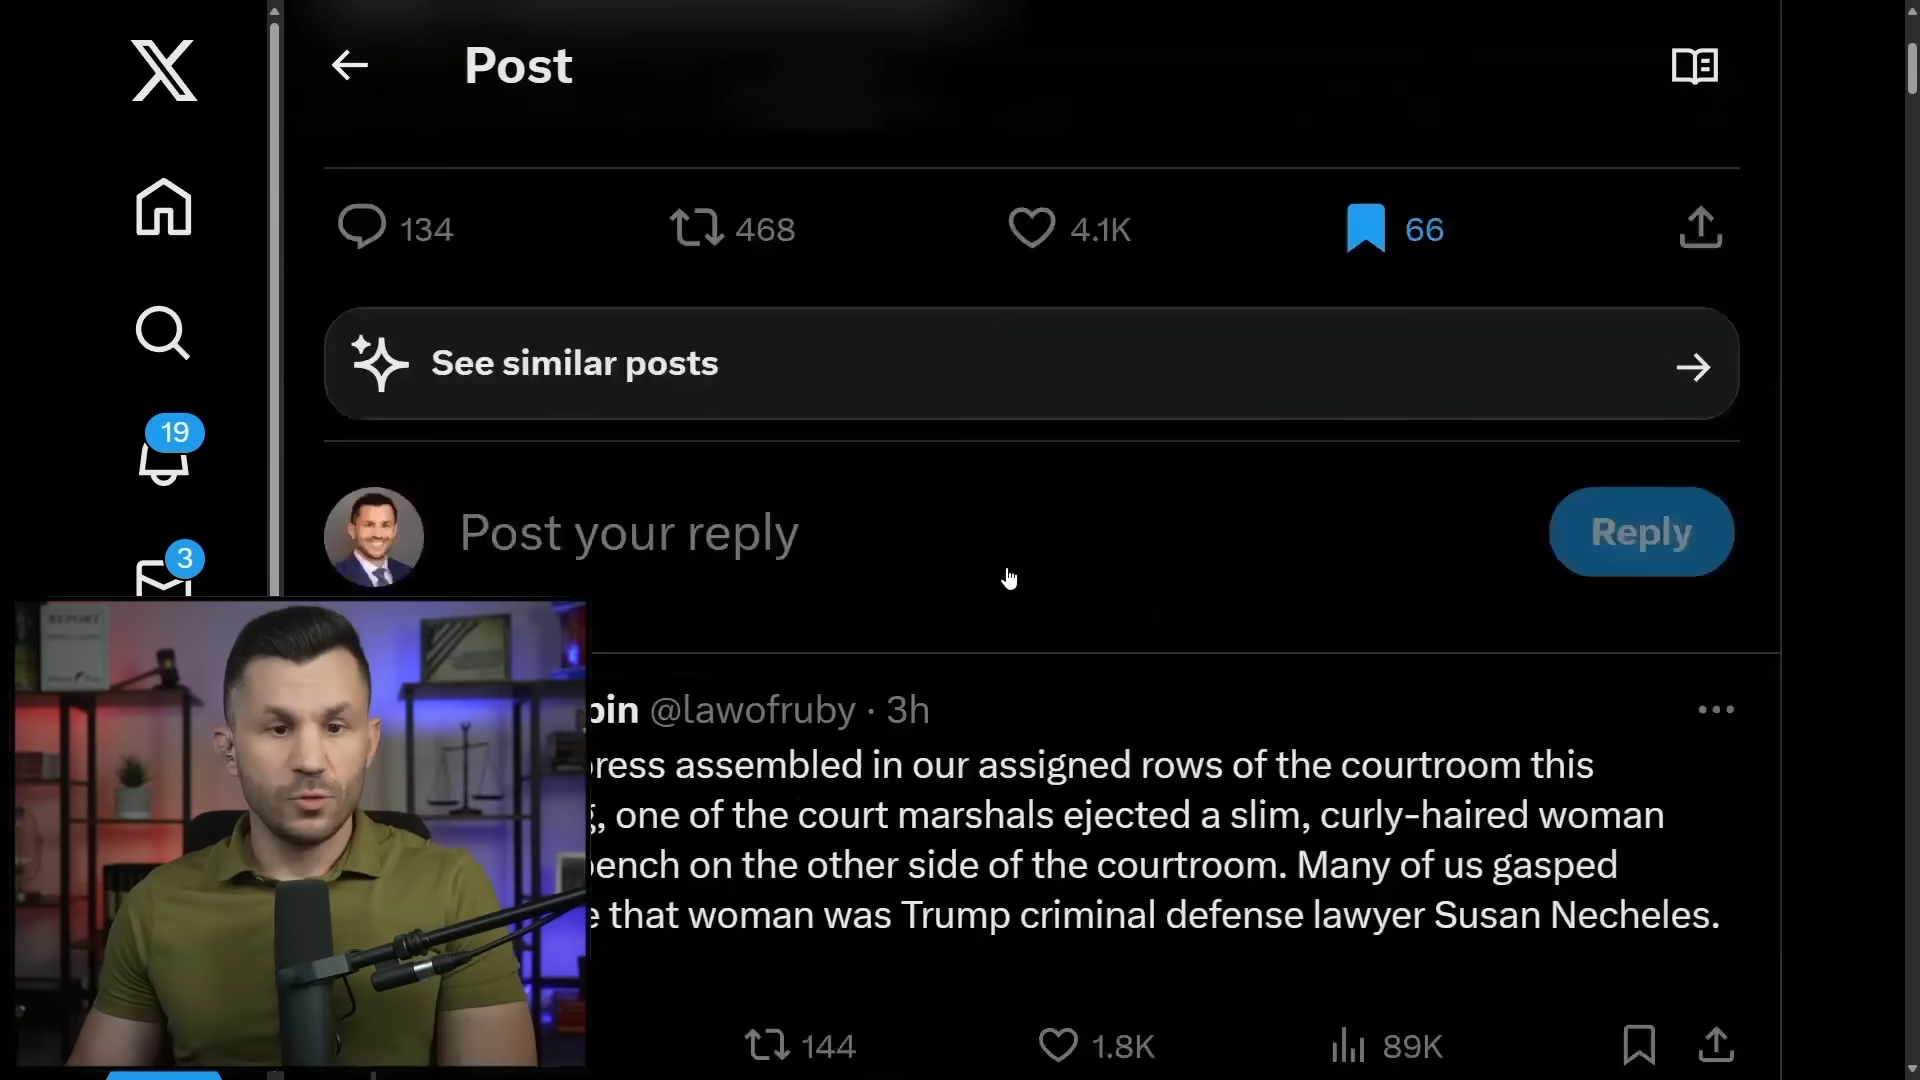 Post
134
468
4.1K
66
See similar posts
19
Post your reply
Reply
3
REPORT
@lawofruby · 3h
assembled in our assigned rows of the courtroom this
one of the court marshals ejected a slim, curly-haired woman
on the other side of the courtroom. Many of us gasped
that woman was Trump criminal defense lawyer Susan Necheles.
144
1.8K
89K